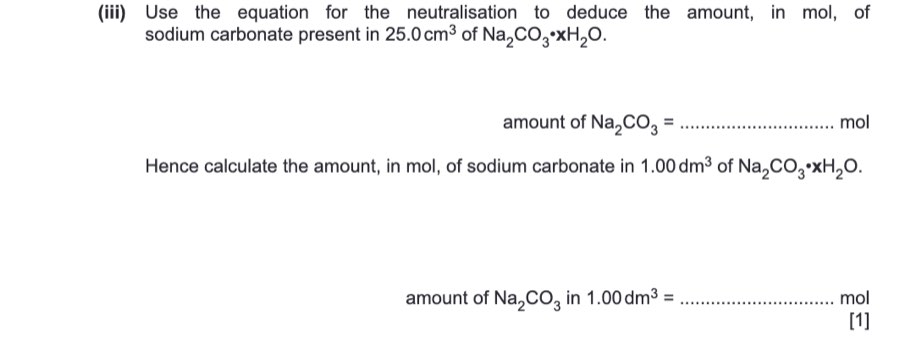 (iii) Use the equation for the neutralisation to deduce the amount, in mol, of
sodium carbonate present in 25.0 cm³ of Na₂CO₃•xH₂O.
amount of Na₂CO₃ = .............................. mol
Hence calculate the amount, in mol, of sodium carbonate in 1.00 dm³ of Na₂CO₃•xH₂O.
amount of Na₂CO₃ in 1.00 dm³ = .............................. mol
[1]